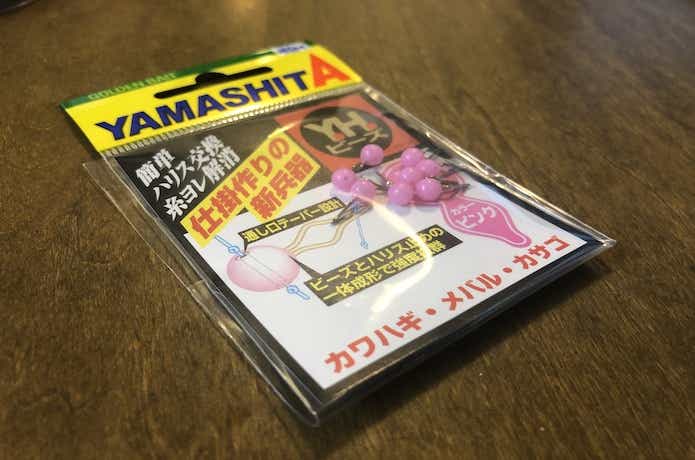 GOLDEN BAIT
YAMASHITA
簡単
ハリス交換
糸ヨレ解消
仕掛作りの
新兵器
YH
ビーズ
通し口テーパー設計
ビーズとハリス止めの
一体成形で強度抜群
カラー
ピンク
カワハギ・メバル・カサゴ